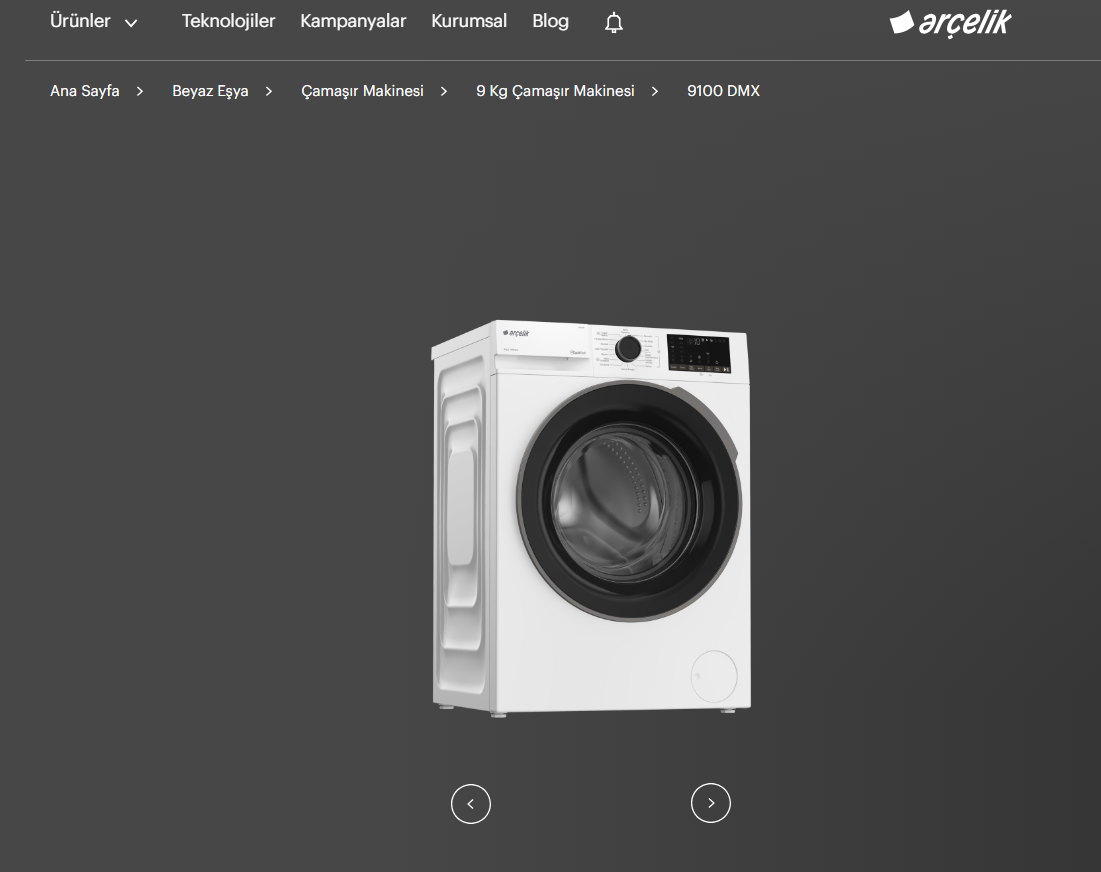 Ürünler Teknolojiler Kampanyalar Kurumsal Blog arçelik
Ana Sayfa > Beyaz Eşya > Çamaşır Makinesi > 9 Kg Çamaşır Makinesi > 9100 DMX
arçelik